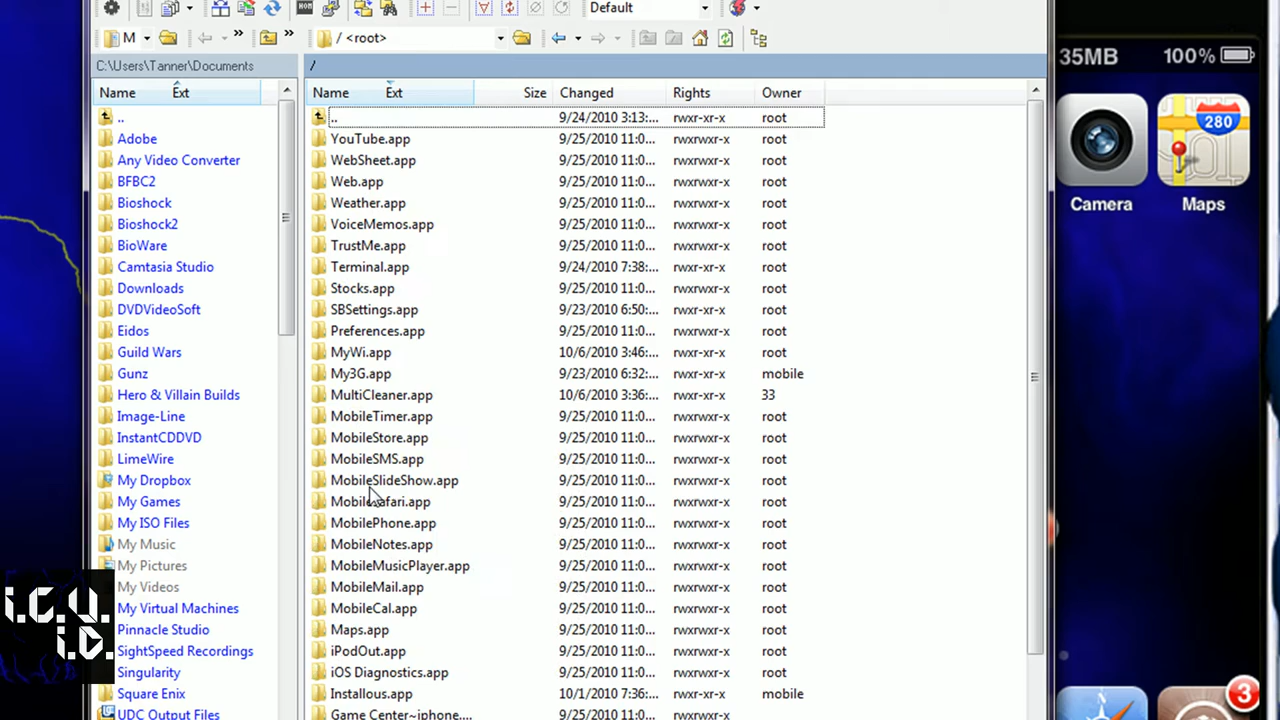 Default
M
/ <root>
C:\Users\Tanner\Documents
/
Name Ext
Name Ext Size Changed Rights Owner
..
Adobe
Any Video Converter
BFBC2
Bioshock
Bioshock2
BioWare
Camtasia Studio
Downloads
DVDVideoSoft
Eidos
Guild Wars
Gunz
Hero & Villain Builds
Image-Line
InstantCDDVD
LimeWire
My Dropbox
My Games
My ISO Files
My Music
My Pictures
My Videos
My Virtual Machines
Pinnacle Studio
SightSpeed Recordings
Singularity
Square Enix
UDC Output Files
.. 9/24/2010 3:13:... rwxr-xr-x root
YouTube.app 9/25/2010 11:0... rwxrwxr-x root
WebSheet.app 9/25/2010 11:0... rwxrwxr-x root
Web.app 9/25/2010 11:0... rwxrwxr-x root
Weather.app 9/25/2010 11:0... rwxrwxr-x root
VoiceMemos.app 9/25/2010 11:0... rwxrwxr-x root
TrustMe.app 9/25/2010 11:0... rwxrwxr-x root
Terminal.app 9/24/2010 7:38:... rwxr-xr-x root
Stocks.app 9/25/2010 11:0... rwxrwxr-x root
SBSettings.app 9/23/2010 6:50:... rwxr-xr-x root
Preferences.app 9/25/2010 11:0... rwxrwxr-x root
MyWi.app 10/6/2010 3:46:... rwxr-xr-x root
My3G.app 9/23/2010 6:32:... rwxr-xr-x mobile
MultiCleaner.app 10/6/2010 3:36:... rwxr-xr-x 33
MobileTimer.app 9/25/2010 11:0... rwxrwxr-x root
MobileStore.app 9/25/2010 11:0... rwxrwxr-x root
MobileSMS.app 9/25/2010 11:0... rwxrwxr-x root
MobileSlideShow.app 9/25/2010 11:0... rwxrwxr-x root
MobileSafari.app 9/25/2010 11:0... rwxrwxr-x root
MobilePhone.app 9/25/2010 11:0... rwxrwxr-x root
MobileNotes.app 9/25/2010 11:0... rwxrwxr-x root
MobileMusicPlayer.app 9/25/2010 11:0... rwxrwxr-x root
MobileMail.app 9/25/2010 11:0... rwxrwxr-x root
MobileCal.app 9/25/2010 11:0... rwxrwxr-x root
Maps.app 9/25/2010 11:0... rwxrwxr-x root
iPodOut.app 9/25/2010 11:0... rwxrwxr-x root
iOS Diagnostics.app 9/25/2010 11:0... rwxrwxr-x root
Installous.app 10/1/2010 7:36:... rwxr-xr-x mobile
Game Center~iphone....
35MB 100%
280
Camera Maps
3
i.C.U.
i.D.